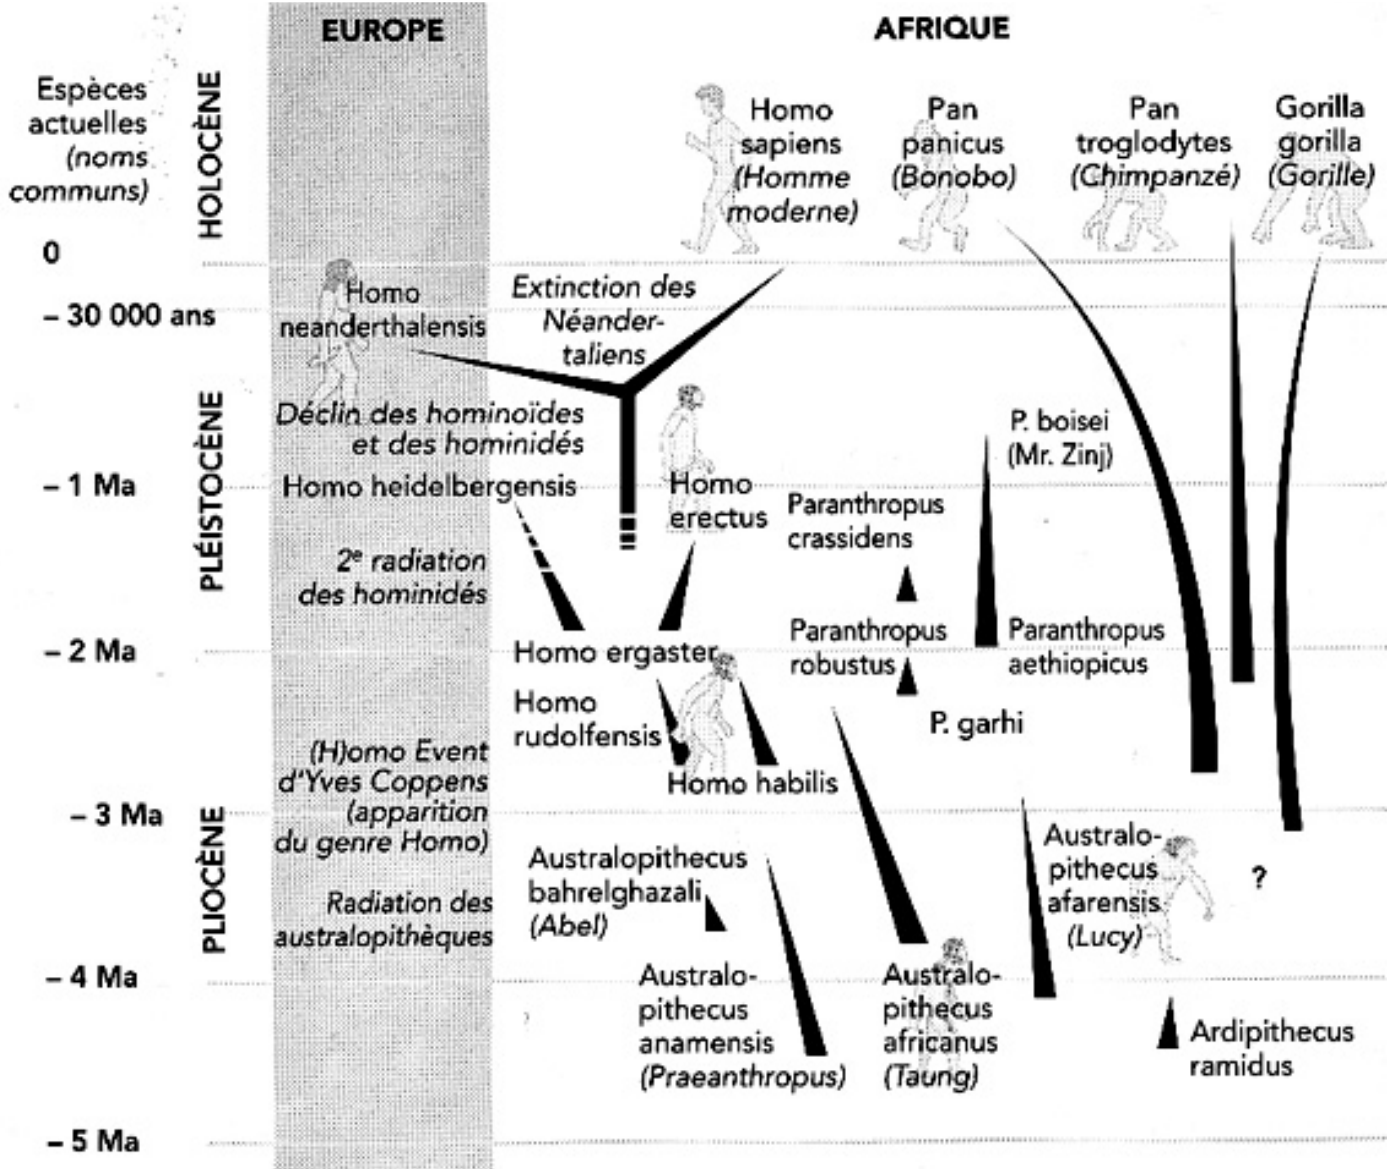 EUROPE
AFRIQUE
Espèces
actuelles
(noms
communs)
HOLOCÈNE
Homo
sapiens
(Homme
moderne)
Pan
panicus
(Bonobo)
Pan
troglodytes
(Chimpanzé)
Gorilla
gorilla
(Gorille)
0
– 30 000 ans
Homo
neanderthalensis
Extinction des
Néander-
taliens
PLÉISTOCÈNE
Déclin des hominoïdes
et des hominidés
P. boisei
(Mr. Zinj)
– 1 Ma
Homo heidelbergensis
Homo
erectus
Paranthropus
crassidens
2e radiation
des hominidés
– 2 Ma
Homo ergaster
Paranthropus
robustus
Paranthropus
aethiopicus
Homo
rudolfensis
P. garhi
(H)omo Event
d'Yves Coppens
(apparition
du genre Homo)
Homo habilis
– 3 Ma
PLIOCÈNE
Australopithecus
bahrelghazali
(Abel)
Australo-
pithecus
afarensis
(Lucy)
?
Radiation des
australopithèques
– 4 Ma
Australo-
pithecus
anamensis
(Praeanthropus)
Australo-
pithecus
africanus
(Taung)
Ardipithecus
ramidus
– 5 Ma